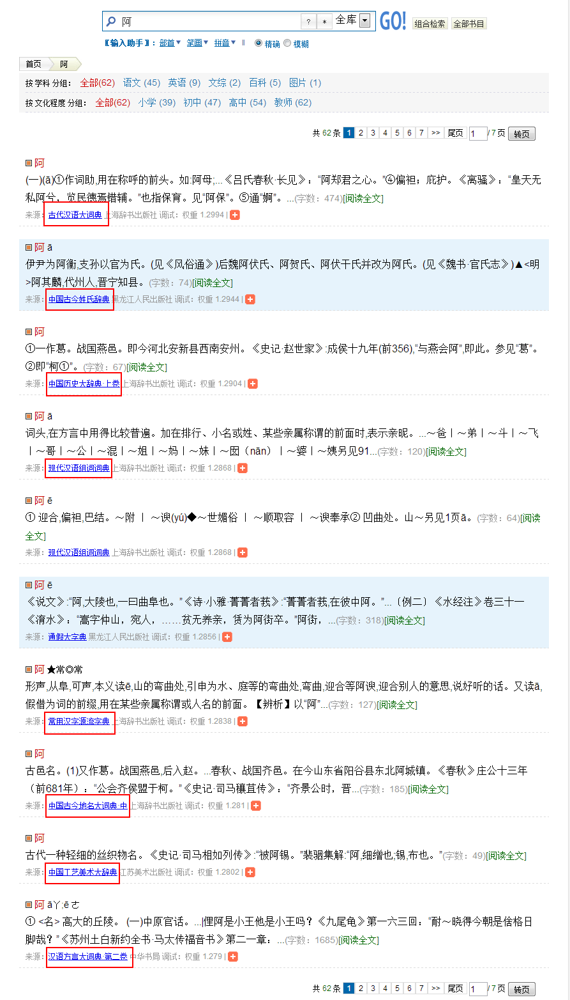 阿 ? * 全库 GO! 组合检索 全部书目
〖输入助手〗: 部首 笔画 拼音 || 精确 模糊
首页 阿
按 学科 分组: 全部(62) 语文 (45) 英语 (9) 文综 (2) 百科 (5) 图片 (1)
按 文化程度 分组: 全部(62) 小学 (39) 初中 (47) 高中 (54) 教师 (62)
共 62 条 1 2 3 4 5 6 7 >> 尾页 1 / 7 页 转页
阿
(一)(ā)①作词助,用在称呼的前头。如:阿母;...《吕氏春秋·长见》：“阿郑君之心。”④偏袒；庇护。《离骚》：“皇天无
私阿兮，览民德焉错辅。”也指保育。见“阿保”。⑤通“婀”。...(字数：474)[阅读全文]
来源：古代汉语大词典 上海辞书出版社 调试：权重 1.2994 |
阿 ā
伊尹为阿衡,支孙以官为氏。(见《风俗通》)后魏阿伏氏、阿贺氏、阿伏干氏并改为阿氏。(见《魏书·官氏志》)▲<明
>阿其麟,代州人,晋宁知县。(字数：74)[阅读全文]
来源：中国古今姓氏辞典 黑龙江人民出版社 调试：权重 1.2944 |
阿
①一作葛。战国燕邑。即今河北安新县西南安州。《史记·赵世家》:成侯十九年(前356),“与燕会阿”,即此。参见“葛”。
②即“柯①”。(字数：67)[阅读全文]
来源：中国历史大辞典·上卷 上海辞书出版社 调试：权重 1.2904 |
阿 ā
词头,在方言中用得比较普遍。加在排行、小名或姓、某些亲属称谓的前面时,表示亲昵。...～爸〡～弟〡～斗〡～飞
〡～哥〡～公〡～混〡～姐〡～妈〡～妹〡～囡（nān）〡～婆〡～姨另见91...(字数：120)[阅读全文]
来源：现代汉语组词词典 上海辞书出版社 调试：权重 1.2868 |
阿 ē
① 迎合,偏袒,巴结。～附 〡 ～谀(yú)◆～世媚俗 〡 ～顺取容 〡 ～谀奉承② 凹曲处。山～另见1页ā。(字数：64)[阅读
全文]
来源：现代汉语组词词典 上海辞书出版社 调试：权重 1.2868 |
阿 ē
《说文》:“阿,大陵也,一曰曲阜也。”《诗·小雅·菁菁者莪》:“菁菁者莪,在彼中阿。”...〔例二〕《水经注》卷三十一
《淯水》：“嵩字仲山，宛人，……贫无养亲，赁为阿街卒。”阿街，...(字数：318)[阅读全文]
来源：通假大字典 黑龙江人民出版社 调试：权重 1.2856 |
阿 ★常◎常
形声,从阜,可声,本义读ē,山的弯曲处,引申为水、庭等的弯曲处,弯曲,迎合等阿谀,迎合别人的意思,说好听的话。又读ā,
假借为词的前缀,用在某些亲属称谓或人名的前面。【辨析】以“阿”...(字数：127)[阅读全文]
来源：常用汉字源流字典 上海辞书出版社 调试：权重 1.2838 |
阿
古邑名。(1)又作葛。战国燕邑,后入赵。...春秋、战国齐邑。在今山东省阳谷县东北阿城镇。《春秋》庄公十三年
（前681年）：“公会齐侯盟于柯。”《史记·司马穰苴传》：“齐景公时，晋...(字数：185)[阅读全文]
来源：中国古今地名大词典·中 上海辞书出版社 调试：权重 1.281 |
阿
古代一种轻细的丝织物名。《史记·司马相如列传》:“被阿锡。”裴骃集解:“阿,细缯也;锡,布也。”(字数：49)[阅读全文]
来源：中国工艺美术大辞典 江苏美术出版社 调试：权重 1.2802 |
阿 āㄚ;ēㄜ
① <名> 高大的丘陵。 (一)中原官话。...|俚阿是小王他是小王吗？《九尾龟》第一六三回：“耐～晓得今朝是啥格日
脚哉？”《苏州土白新约全书·马太传福音书》第二一章：...(字数：1685)[阅读全文]
来源：汉语方言大词典·第二卷 中华书局 调试：权重 1.279 |
共 62 条 1 2 3 4 5 6 7 >> 尾页 1 / 7 页 转页